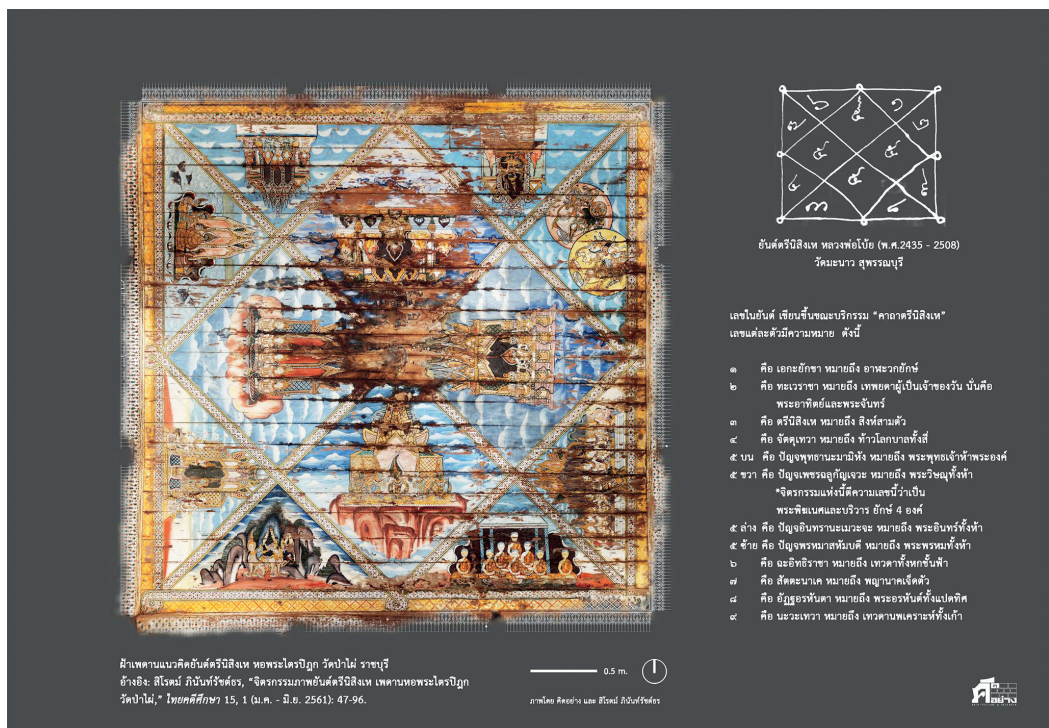 ๖ ๕ ๑
๗ ๒
๕ ๕
๔ ๕ ๙
๓ ๘
ยันต์ตรีนิสิงเห หลวงพ่อโบ้ย (พ.ศ.2435 - 2508)
วัดมะนาว สุพรรณบุรี
เลขในยันต์ เขียนขึ้นขณะบริกรรม “คาถาตรีนิสิงเห”
เลขแต่ละตัวมีความหมาย ดังนี้
๑ คือ เอกะยักขา หมายถึง อาฬะวกยักษ์
๒ คือ ทะเวราชา หมายถึง เทพยดาผู้เป็นเจ้าของวัน นั่นคือ
พระอาทิตย์และพระจันทร์
๓ คือ ตรีนิสิงเห หมายถึง สิงห์สามตัว
๔ คือ จัตตุเทวา หมายถึง ท้าวโลกบาลทั้งสี่
๕ บน คือ ปัญจพุทธานะมามิหัง หมายถึง พระพุทธเจ้าห้าพระองค์
๕ ขวา คือ ปัญจเพชรฉลูกัญเจวะ หมายถึง พระวิษณุทั้งห้า
*จิตรกรรมแห่งนี้ตีความเลขนี้ว่าเป็น
พระพิฆเนศและบริวาร ยักษ์ 4 องค์
๕ ล่าง คือ ปัญจอินทรานะเมวะจะ หมายถึง พระอินทร์ทั้งห้า
๕ ซ้าย คือ ปัญจพรหมาสหัมบดี หมายถึง พระพรหมทั้งห้า
๖ คือ ฉะอิทธิราชา หมายถึง เทวดาทั้งหกชั้นฟ้า
๗ คือ สัตตะนาเค หมายถึง พญานาคเจ็ดตัว
๘ คือ อัฏฐอรหันตา หมายถึง พระอรหันต์ทั้งแปดทิศ
๙ คือ นะวะเทวา หมายถึง เทวดานพเคราะห์ทั้งเก้า
ฝ้าเพดานแนวคิดยันต์ตรีนิสิงเห หอพระไตรปิฎก วัดป่าไผ่ ราชบุรี
อ้างอิง: สิโรตม์ ภินันท์รัชต์ธร, “จิตรกรรมภาพยันต์ตรีนิสิงเห เพดานหอพระไตรปิฎก
วัดป่าไผ่,” ไทยคดีศึกษา 15, 1 (ม.ค. - มิ.ย. 2561): 47-96.
0.5 m.
ภาพโดย คิดอย่าง และ สิโรตม์ ภินันท์รัชต์ธร
คิดอย่าง